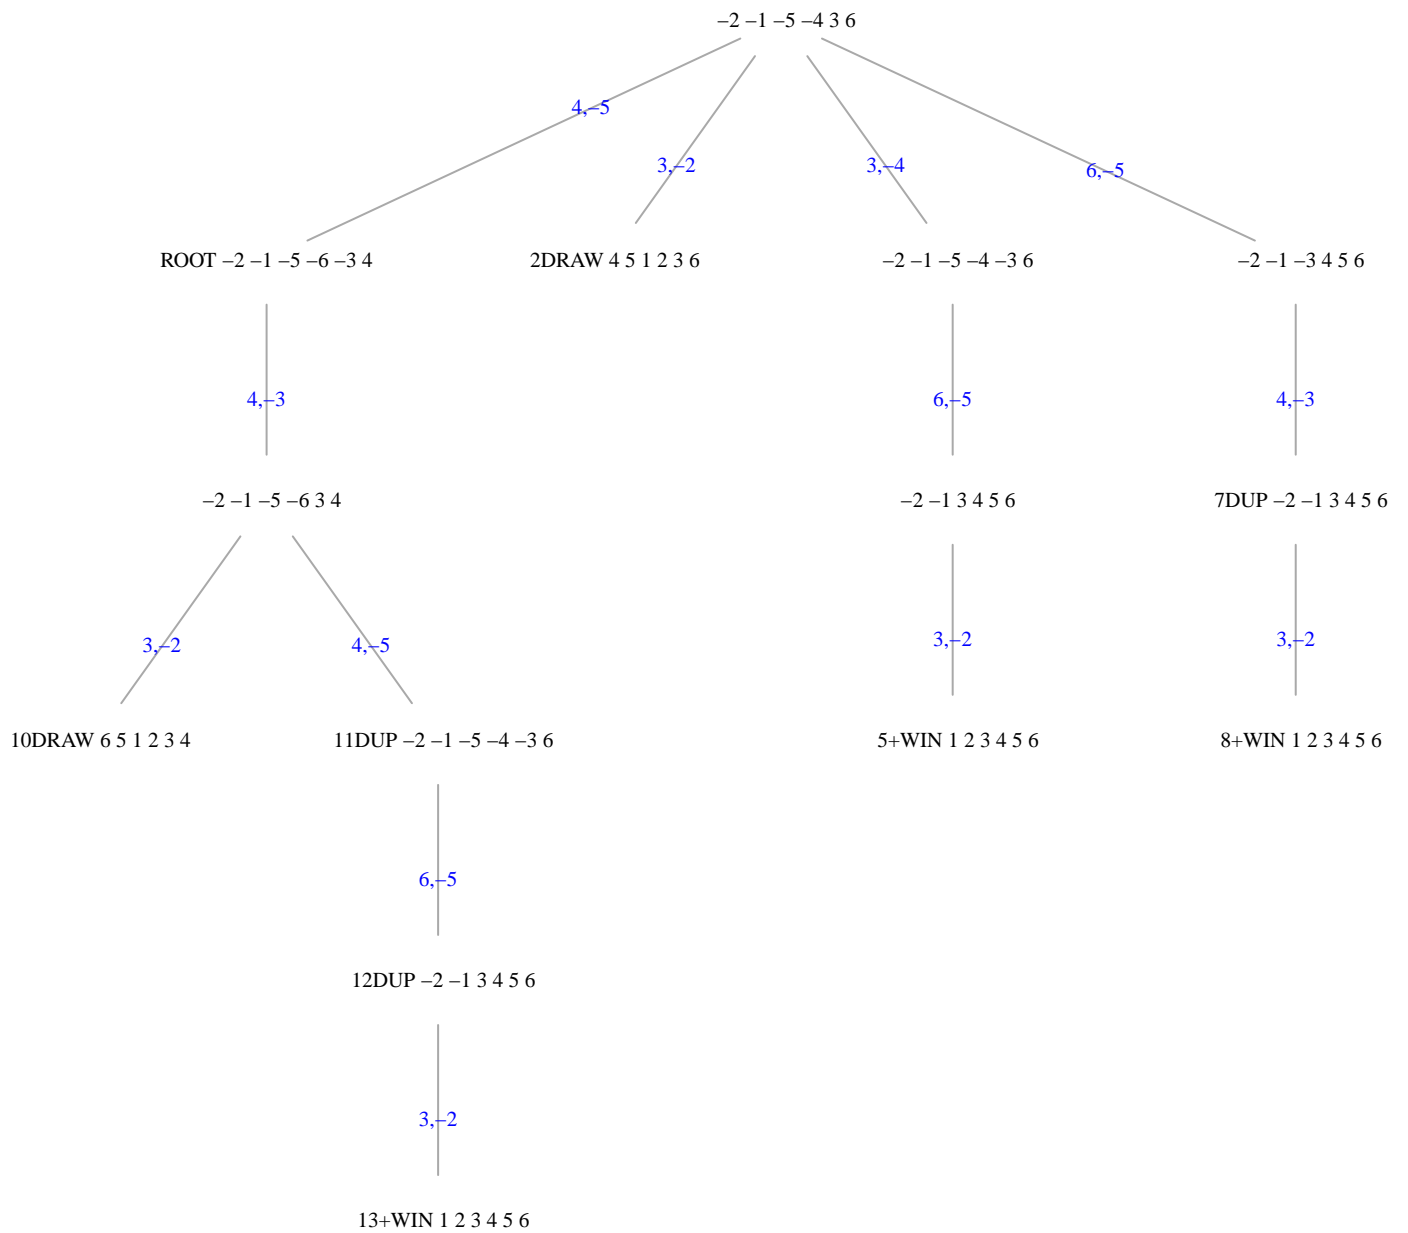 –2 –1 –5 –4 3 6
4,–5
3,–2
3,–4
6,–5
ROOT –2 –1 –5 –6 –3 4
2DRAW 4 5 1 2 3 6
–2 –1 –5 –4 –3 6
–2 –1 –3 4 5 6
4,–3
6,–5
4,–3
–2 –1 –5 –6 3 4
–2 –1 3 4 5 6
7DUP –2 –1 3 4 5 6
3,–2
4,–5
3,–2
3,–2
10DRAW 6 5 1 2 3 4
11DUP –2 –1 –5 –4 –3 6
5+WIN 1 2 3 4 5 6
8+WIN 1 2 3 4 5 6
6,–5
12DUP –2 –1 3 4 5 6
3,–2
13+WIN 1 2 3 4 5 6